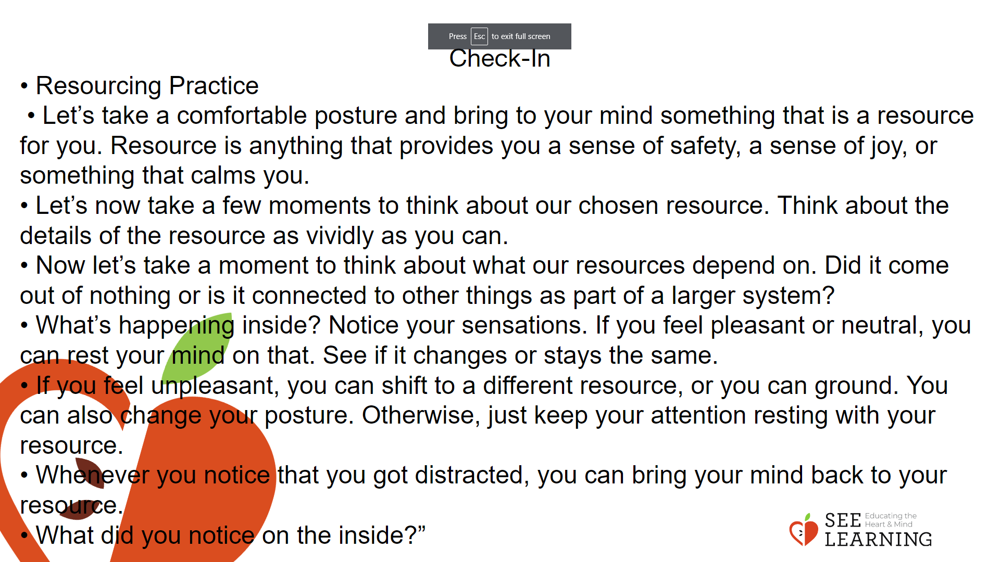 Press Esc to exit full screen
Check-In
• Resourcing Practice
• Let’s take a comfortable posture and bring to your mind something that is a resource
for you. Resource is anything that provides you a sense of safety, a sense of joy, or
something that calms you.
• Let’s now take a few moments to think about our chosen resource. Think about the
details of the resource as vividly as you can.
• Now let’s take a moment to think about what our resources depend on. Did it come
out of nothing or is it connected to other things as part of a larger system?
• What’s happening inside? Notice your sensations. If you feel pleasant or neutral, you
can rest your mind on that. See if it changes or stays the same.
• If you feel unpleasant, you can shift to a different resource, or you can ground. You
can also change your posture. Otherwise, just keep your attention resting with your
resource.
• Whenever you notice that you got distracted, you can bring your mind back to your
resource.
• What did you notice on the inside?”
SEE Educating the
Heart & Mind
LEARNING